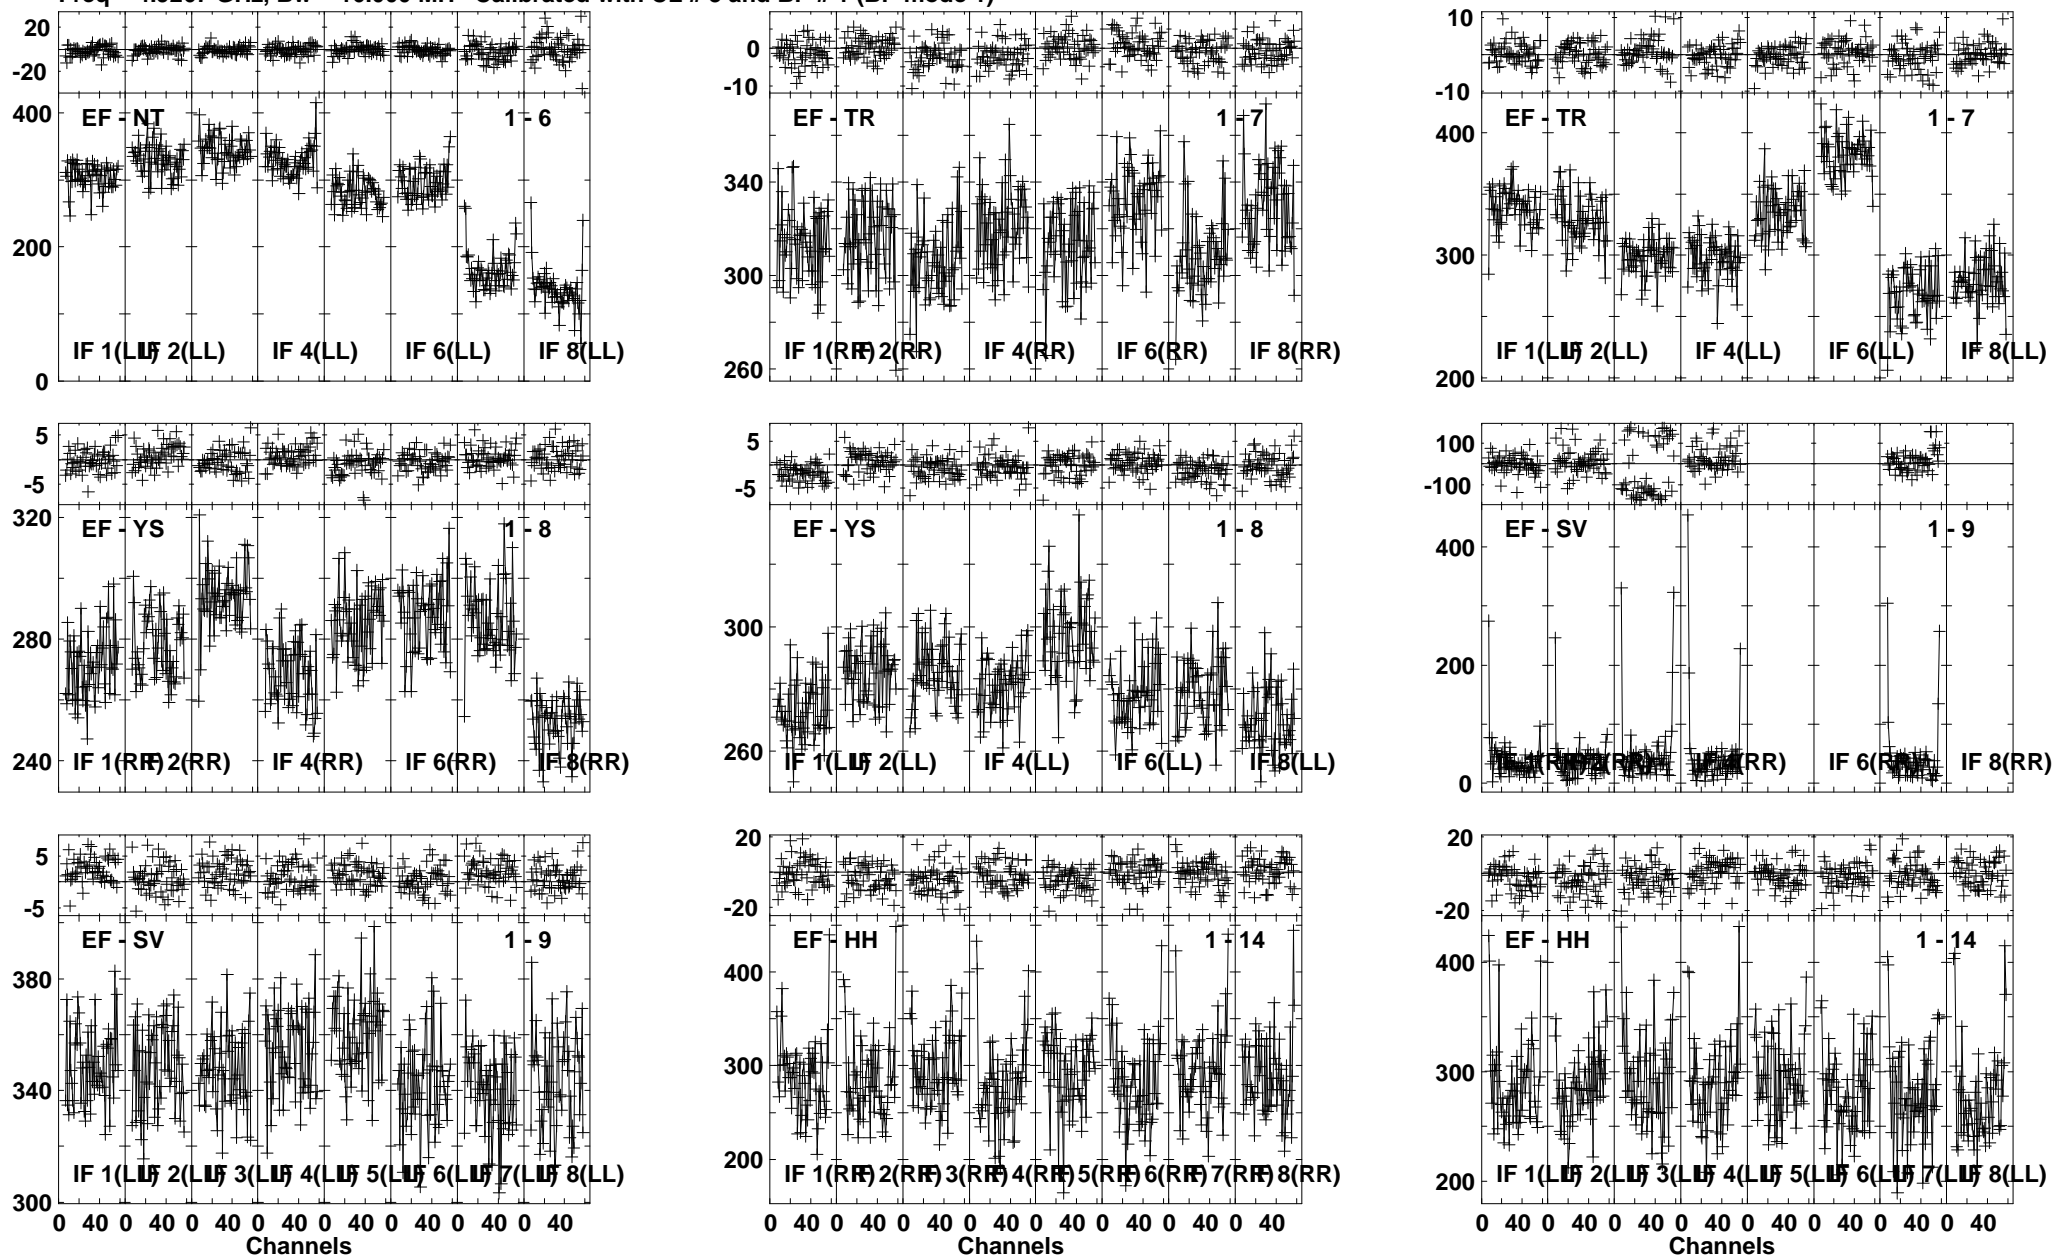 20
-20
400
200
0
EF - NT
1 - 6
IF 1(LL)
IF 2(LL)
IF 4(LL)
IF 6(LL)
IF 8(LL)
0
-10
340
300
260
EF - TR
1 - 7
IF 1(RR)
IF 2(RR)
IF 4(RR)
IF 6(RR)
IF 8(RR)
10
-10
400
300
200
EF - TR
1 - 7
IF 1(LL)
IF 2(LL)
IF 4(LL)
IF 6(LL)
IF 8(LL)
5
-5
320
280
240
EF - YS
1 - 8
IF 1(RR)
IF 2(RR)
IF 4(RR)
IF 6(RR)
IF 8(RR)
5
-5
300
260
EF - YS
1 - 8
IF 1(LL)
IF 2(LL)
IF 4(LL)
IF 6(LL)
IF 8(LL)
100
-100
400
200
0
EF - SV
1 - 9
IF 6(RR)
IF 8(RR)
5
-5
380
340
300
EF - SV
1 - 9
IF 1(LL)
IF 2(LL)
IF 3(LL)
IF 4(LL)
IF 5(LL)
IF 6(LL)
IF 7(LL)
IF 8(LL)
0 40 0 40 0 40 0 40 0 40 0 40 0 40 0 40
Channels
20
-20
400
300
200
EF - HH
1 - 14
IF 1(RR)
IF 2(RR)
IF 3(RR)
IF 4(RR)
IF 5(RR)
IF 6(RR)
IF 7(RR)
IF 8(RR)
0 40 0 40 0 40 0 40 0 40 0 40 0 40 0 40
Channels
20
-20
400
300
200
EF - HH
1 - 14
IF 1(LL)
IF 2(LL)
IF 3(LL)
IF 4(LL)
IF 5(LL)
IF 6(LL)
IF 7(LL)
IF 8(LL)
0 40 0 40 0 40 0 40 0 40 0 40 0 40 0 40
Channels